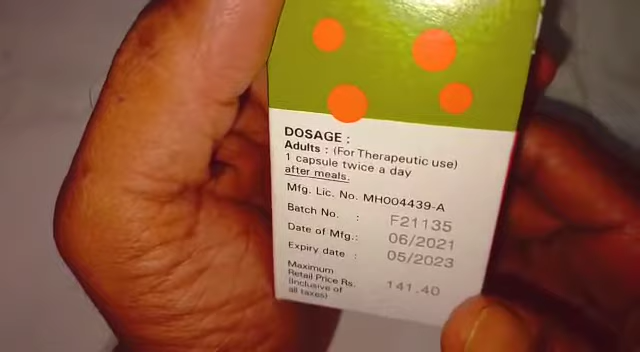 DOSAGE :
Adults : (For Therapeutic use)
1 capsule twice a day
after meals.
Mfg. Lic. No. MH004439-A
Batch No. : F21135
Date of Mfg.: 06/2021
Expiry date : 05/2023
Maximum
Retail Price Rs. 141.40
(Inclusive of
all taxes)